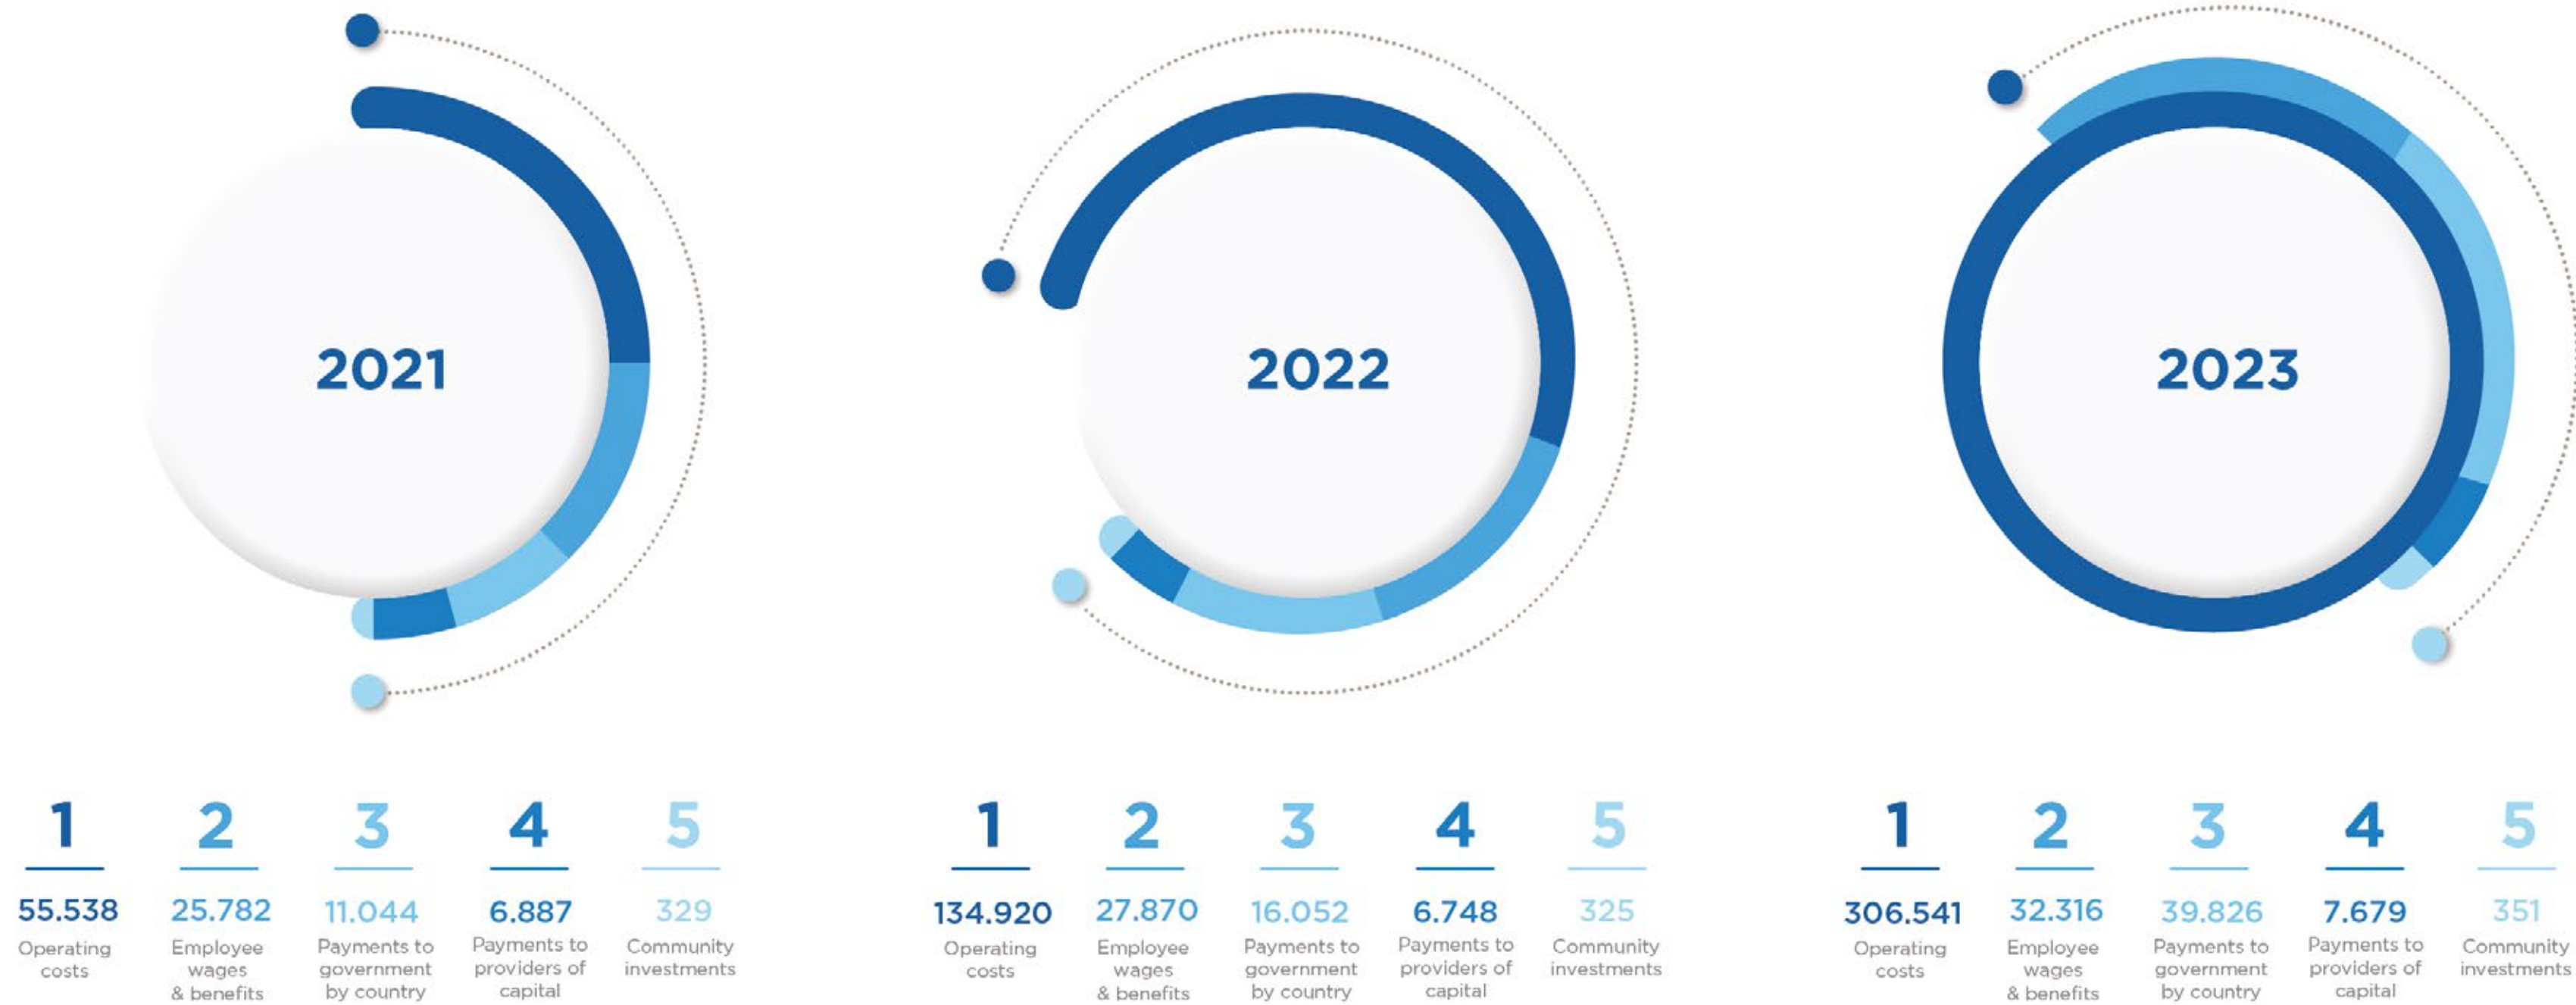 2021
2022
2023
1 2 3 4 5
55.538 25.782 11.044 6.887 329
Operating Employee Payments to Payments to Community
costs wages government providers of investments
& benefits by country capital
1 2 3 4 5
134.920 27.870 16.052 6.748 325
Operating Employee Payments to Payments to Community
costs wages government providers of investments
& benefits by country capital
1 2 3 4 5
306.541 32.316 39.826 7.679 351
Operating Employee Payments to Payments to Community
costs wages government providers of investments
& benefits by country capital